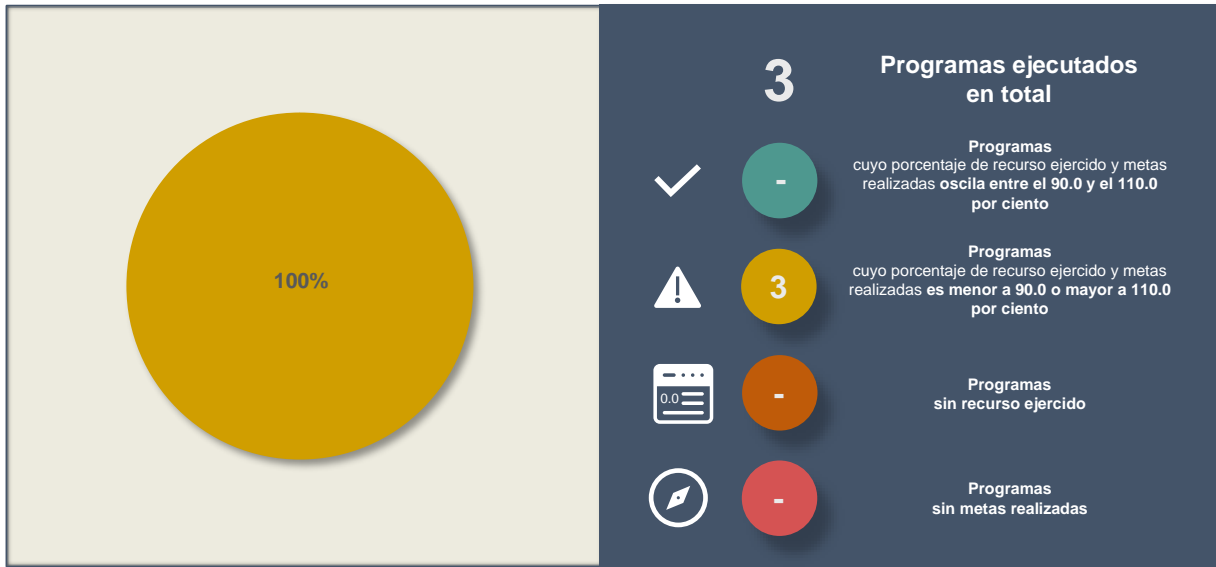 100%
3
Programas ejecutados
en total
-
Programas
cuyo porcentaje de recurso ejercido y metas
realizadas oscila entre el 90.0 y el 110.0
por ciento
3
Programas
cuyo porcentaje de recurso ejercido y metas
realizadas es menor a 90.0 o mayor a 110.0
por ciento
0.0
-
Programas
sin recurso ejercido
-
Programas
sin metas realizadas